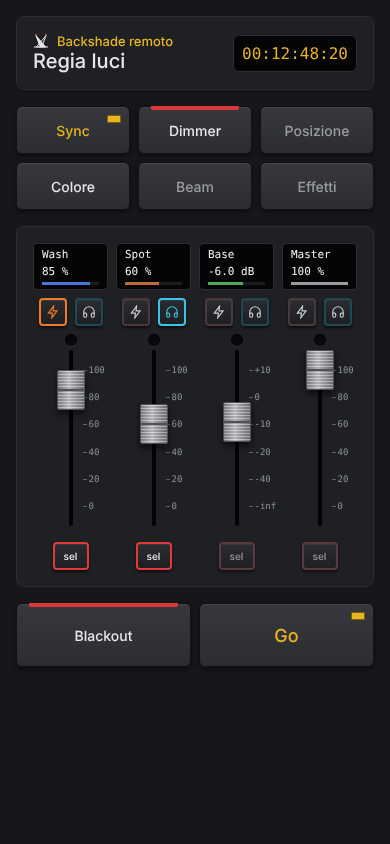 Backshade remoto
Regia luci
00:12:48:20
Sync
Dimmer
Posizione
Colore
Beam
Effetti
Wash
85 %
Spot
60 %
Base
-6.0 dB
Master
100 %
-100
-80
-60
-40
-20
-0
-100
-80
-60
-40
-20
-0
-+10
-0
--10
--20
--40
--inf
100
-80
-60
-40
-20
-0
sel
sel
sel
sel
Blackout
Go